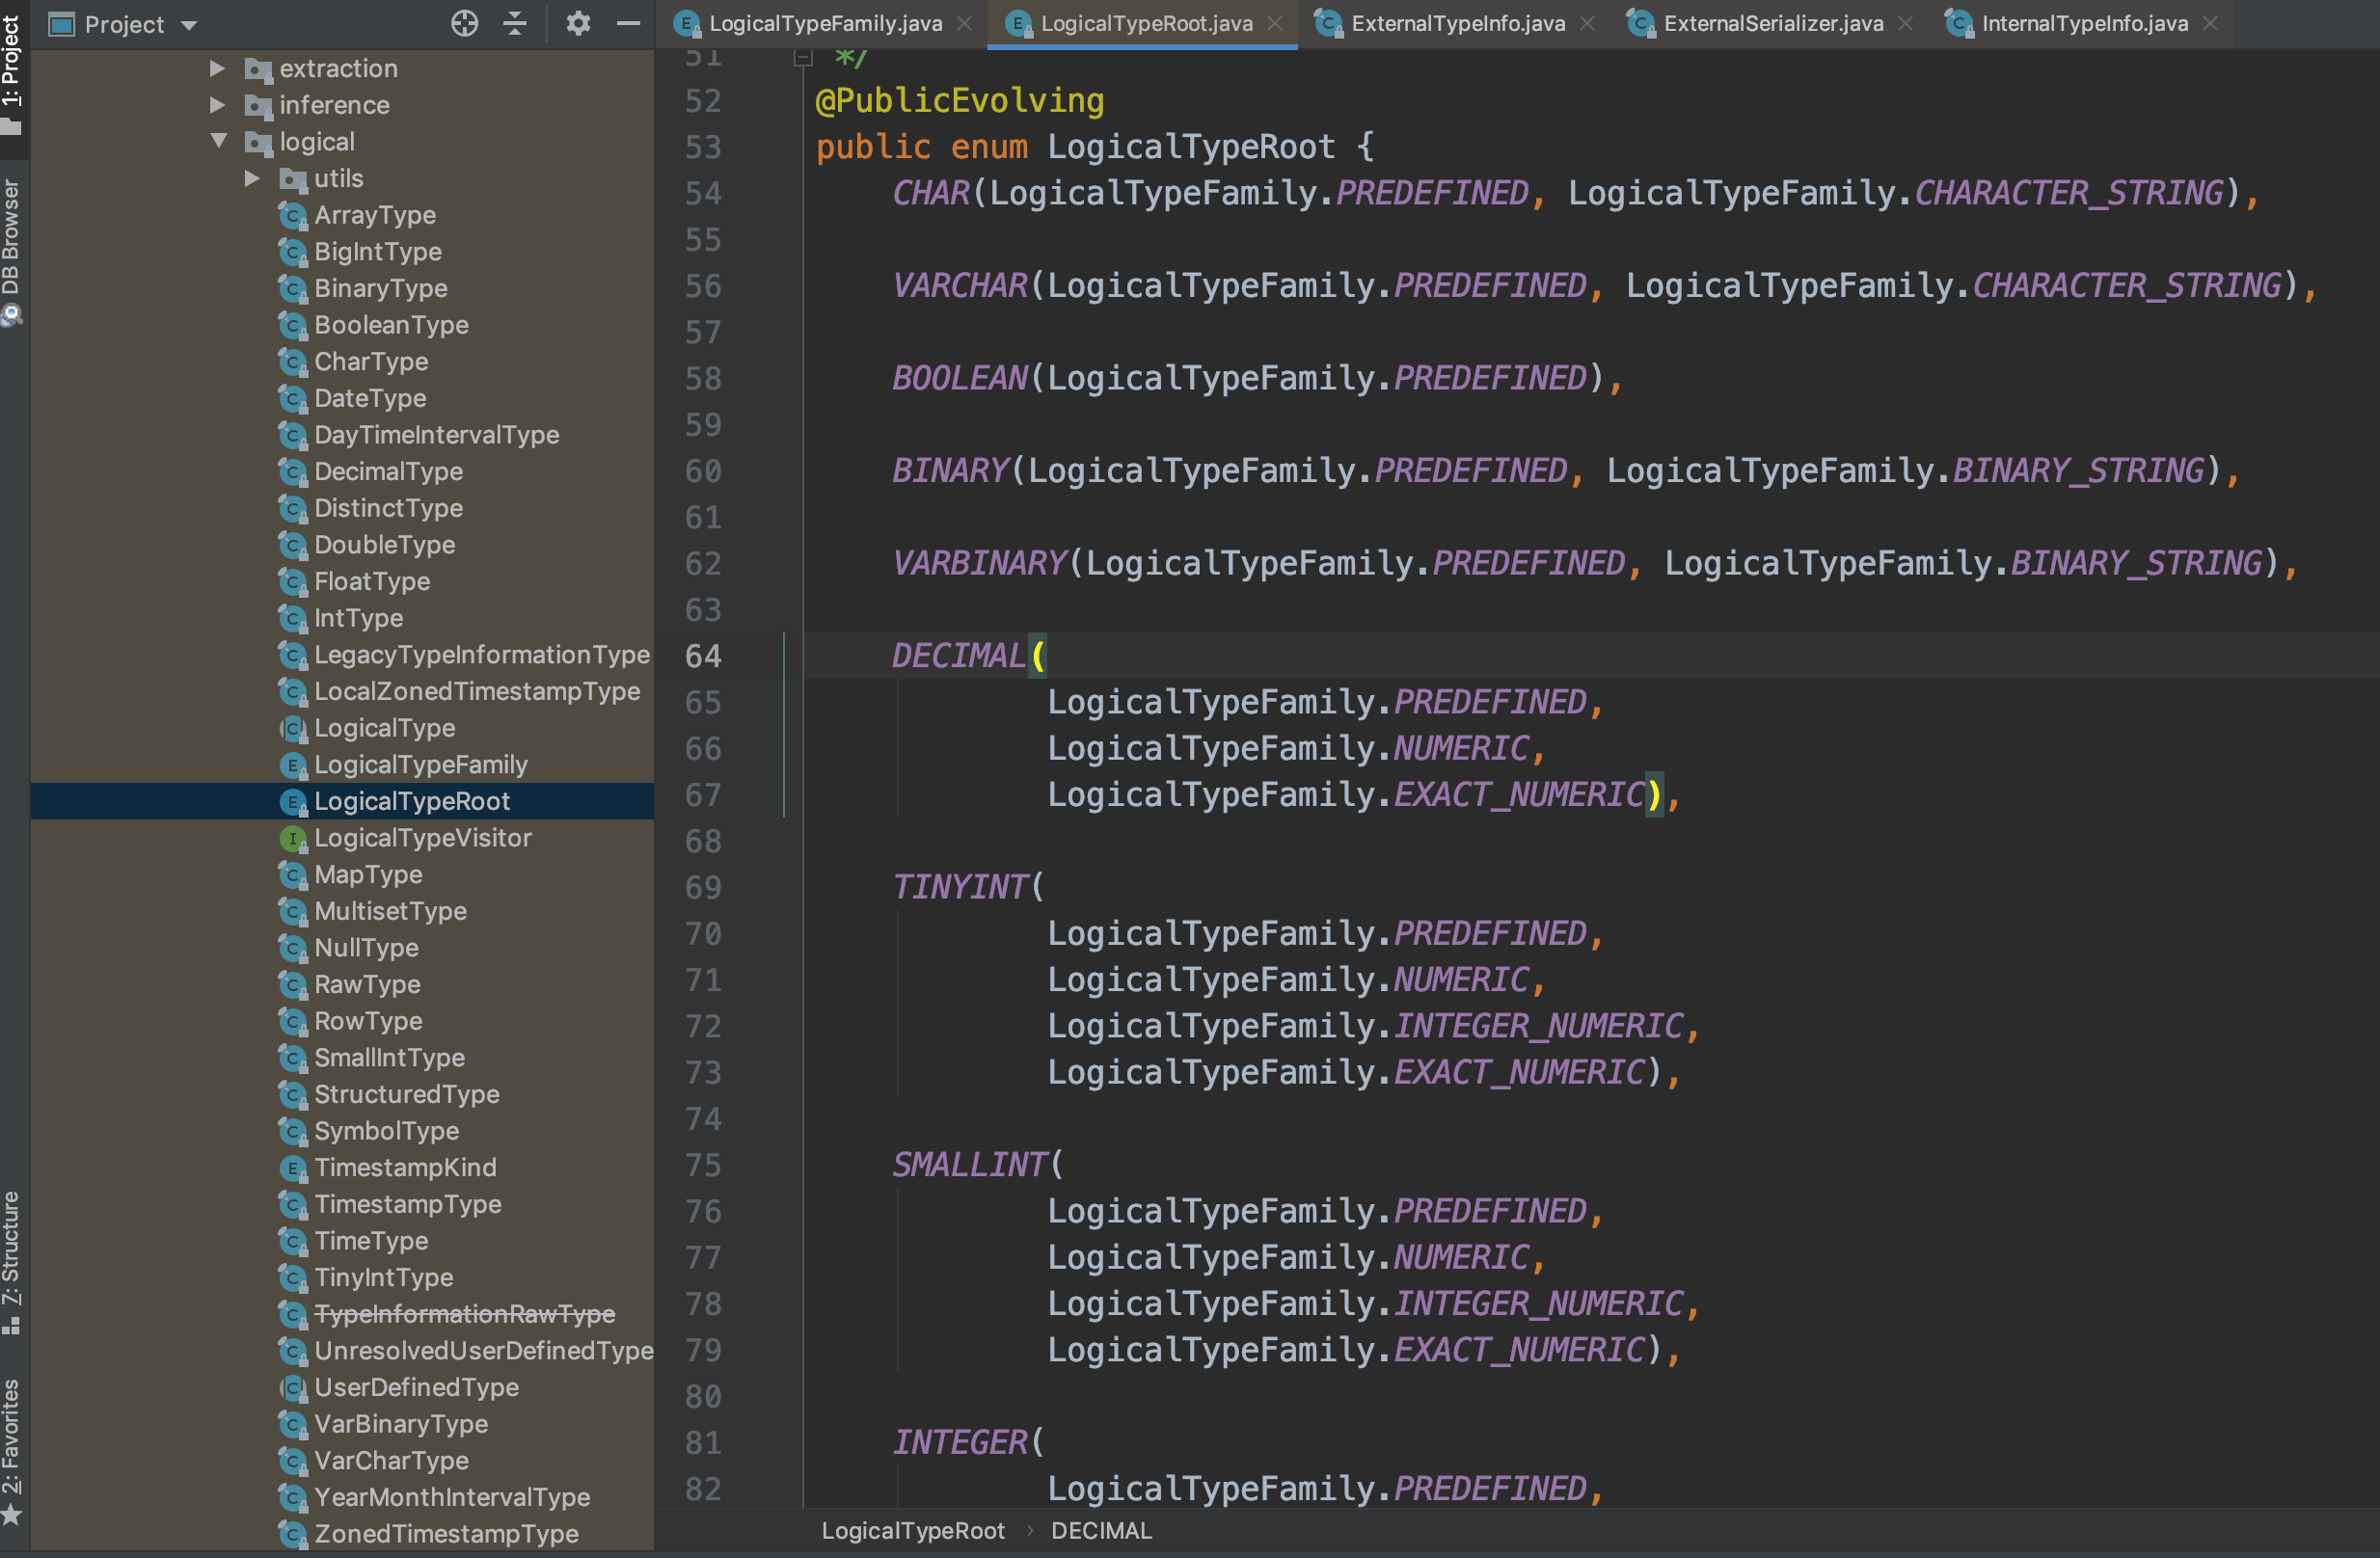 Project
LogicalTypeFamily.java
LogicalTypeRoot.java
ExternalTypeInfo.java
ExternalSerializer.java
InternalTypeInfo.java
1: Project
DB Browser
7: Structure
2: Favorites
extraction
inference
logical
utils
ArrayType
BigIntType
BinaryType
BooleanType
CharType
DateType
DayTimeIntervalType
DecimalType
DistinctType
DoubleType
FloatType
IntType
LegacyTypeInformationType
LocalZonedTimestampType
LogicalType
LogicalTypeFamily
LogicalTypeRoot
LogicalTypeVisitor
MapType
MultisetType
NullType
RawType
RowType
SmallIntType
StructuredType
SymbolType
TimestampKind
TimestampType
TimeType
TinyIntType
TypeInformationRawType
UnresolvedUserDefinedType
UserDefinedType
VarBinaryType
VarCharType
YearMonthIntervalType
ZonedTimestampType
51 */
52 @PublicEvolving
53 public enum LogicalTypeRoot {
54 CHAR(LogicalTypeFamily.PREDEFINED, LogicalTypeFamily.CHARACTER_STRING),
55
56 VARCHAR(LogicalTypeFamily.PREDEFINED, LogicalTypeFamily.CHARACTER_STRING),
57
58 BOOLEAN(LogicalTypeFamily.PREDEFINED),
59
60 BINARY(LogicalTypeFamily.PREDEFINED, LogicalTypeFamily.BINARY_STRING),
61
62 VARBINARY(LogicalTypeFamily.PREDEFINED, LogicalTypeFamily.BINARY_STRING),
63
64 DECIMAL(
65 LogicalTypeFamily.PREDEFINED,
66 LogicalTypeFamily.NUMERIC,
67 LogicalTypeFamily.EXACT_NUMERIC),
68
69 TINYINT(
70 LogicalTypeFamily.PREDEFINED,
71 LogicalTypeFamily.NUMERIC,
72 LogicalTypeFamily.INTEGER_NUMERIC,
73 LogicalTypeFamily.EXACT_NUMERIC),
74
75 SMALLINT(
76 LogicalTypeFamily.PREDEFINED,
77 LogicalTypeFamily.NUMERIC,
78 LogicalTypeFamily.INTEGER_NUMERIC,
79 LogicalTypeFamily.EXACT_NUMERIC),
80
81 INTEGER(
82 LogicalTypeFamily.PREDEFINED,
LogicalTypeRoot › DECIMAL